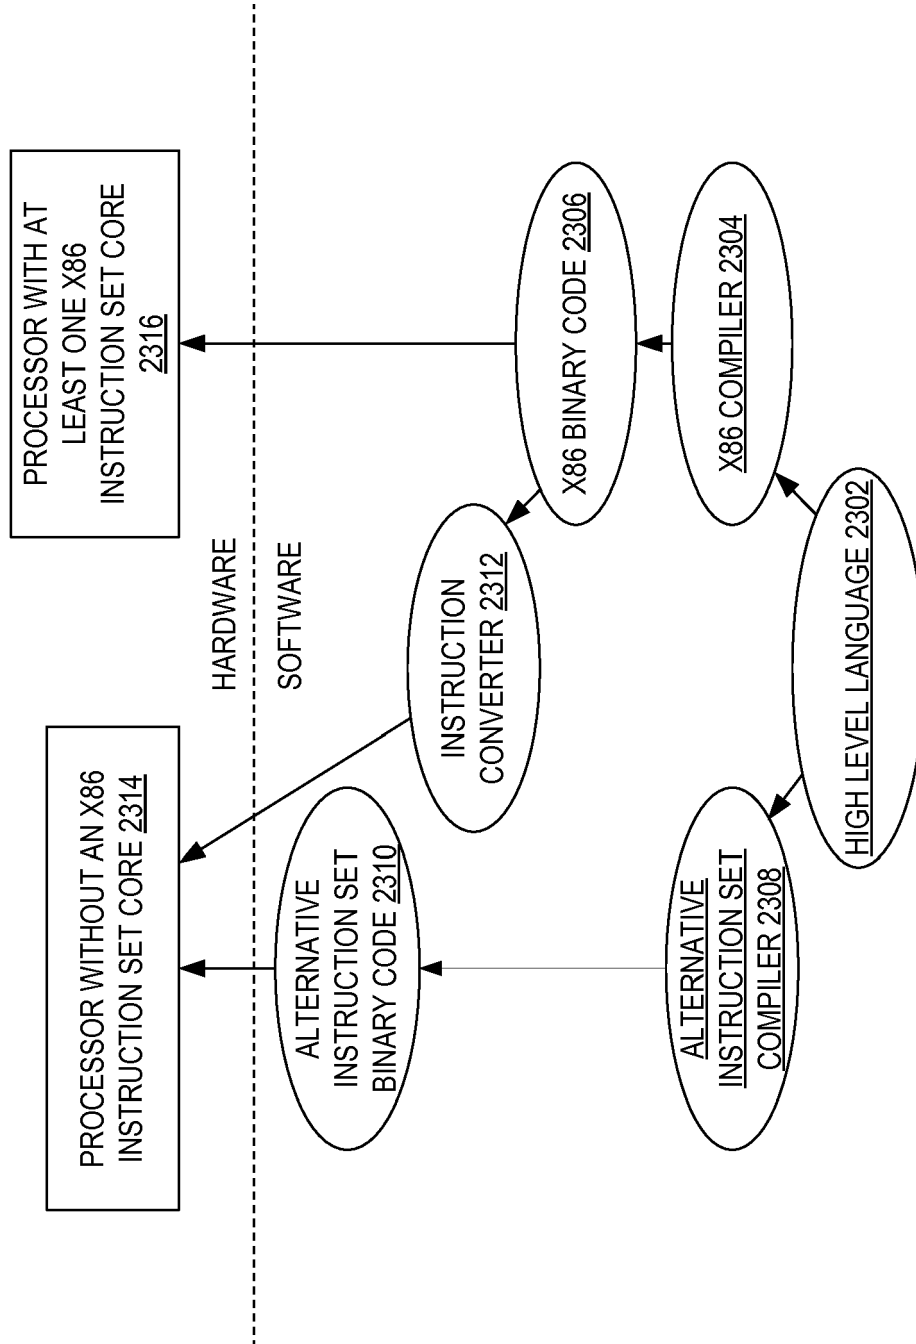 PROCESSOR WITHOUT AN X86
INSTRUCTION SET CORE 2314
PROCESSOR WITH AT
LEAST ONE X86
INSTRUCTION SET CORE
2316
HARDWARE
SOFTWARE
ALTERNATIVE
INSTRUCTION SET
BINARY CODE 2310
INSTRUCTION
CONVERTER 2312
X86 BINARY CODE 2306
ALTERNATIVE
INSTRUCTION SET
COMPILER 2308
X86 COMPILER 2304
HIGH LEVEL LANGUAGE 2302